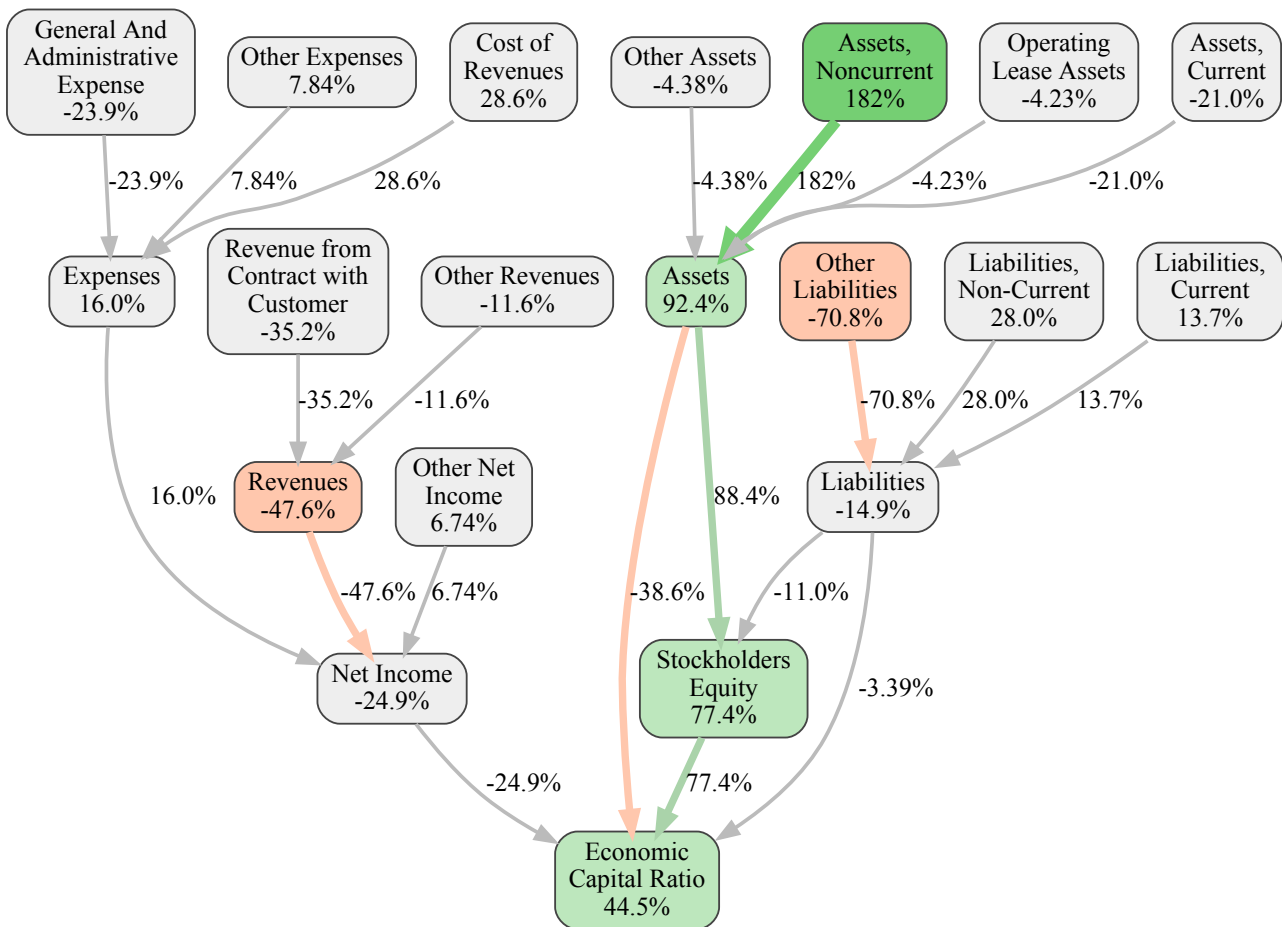 General And
Administrative
Expense
-23.9%
Other Expenses
7.84%
Cost of
Revenues
28.6%
Other Assets
-4.38%
Assets,
Noncurrent
182%
Operating
Lease Assets
-4.23%
Assets,
Current
-21.0%
-23.9%
7.84%
28.6%
-4.38%
182%
-4.23%
-21.0%
Expenses
16.0%
Revenue from
Contract with
Customer
-35.2%
Other Revenues
-11.6%
Assets
92.4%
Other
Liabilities
-70.8%
Liabilities,
Non-Current
28.0%
Liabilities,
Current
13.7%
-35.2%
-11.6%
-70.8%
28.0%
13.7%
16.0%
Revenues
-47.6%
Other Net
Income
6.74%
88.4%
Liabilities
-14.9%
-47.6%
6.74%
-38.6%
-11.0%
Net Income
-24.9%
Stockholders
Equity
77.4%
-3.39%
-24.9%
77.4%
Economic
Capital Ratio
44.5%